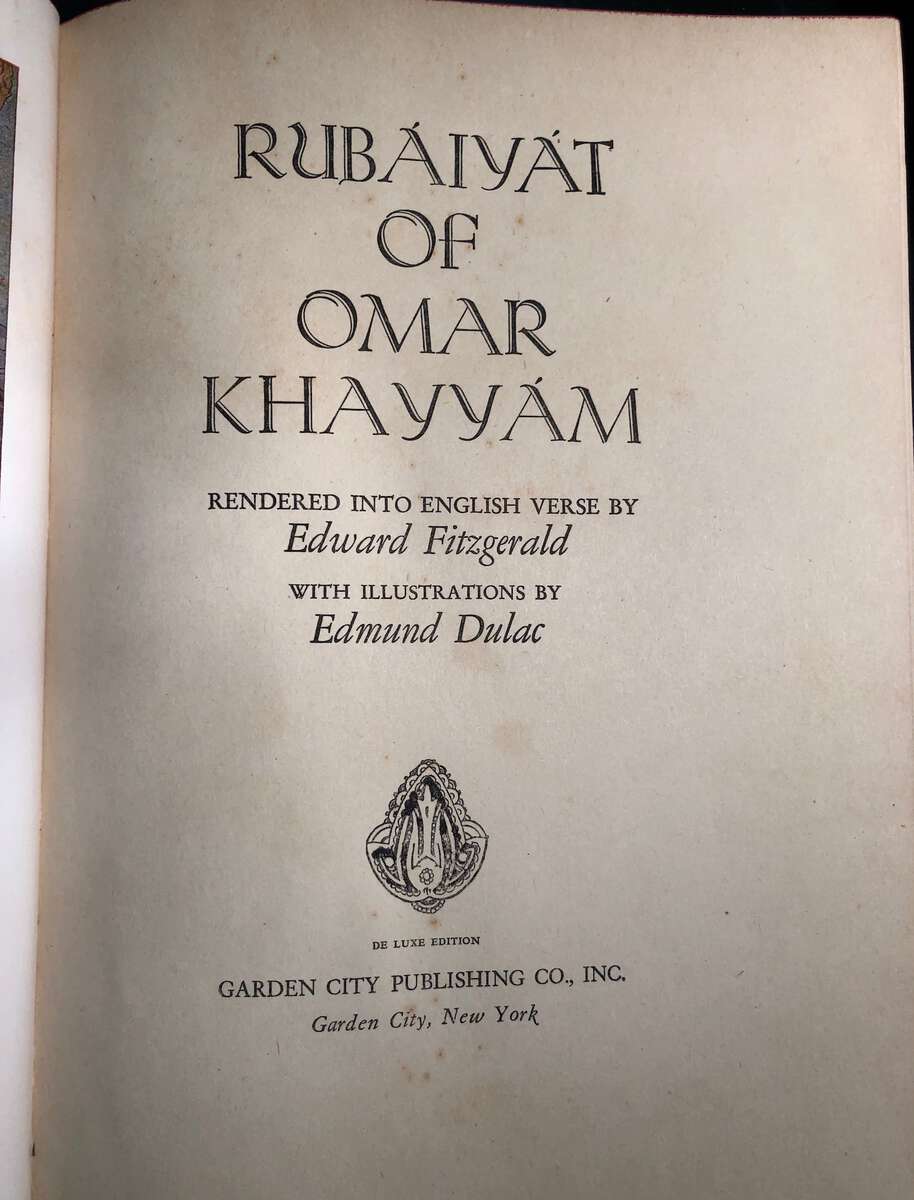 RUBÁIYÁT
OF
OMAR
KHAYYÁM
RENDERED INTO ENGLISH VERSE BY
Edward Fitzgerald
WITH ILLUSTRATIONS BY
Edmund Dulac
DE LUXE EDITION
GARDEN CITY PUBLISHING CO., INC.
Garden City, New York